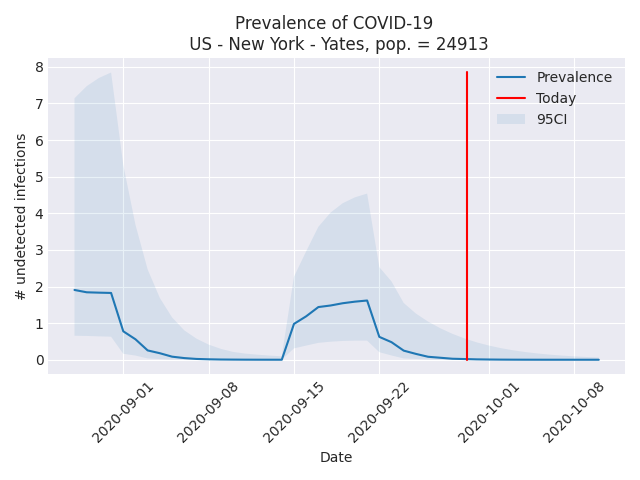 Prevalence of COVID-19
US - New York - Yates, pop. = 24913
8
7
6
5
4
3
2
1
0
# undetected infections
Prevalence
Today
95CI
2020-09-01
2020-09-08
2020-09-15
2020-09-22
2020-10-01
2020-10-08
Date